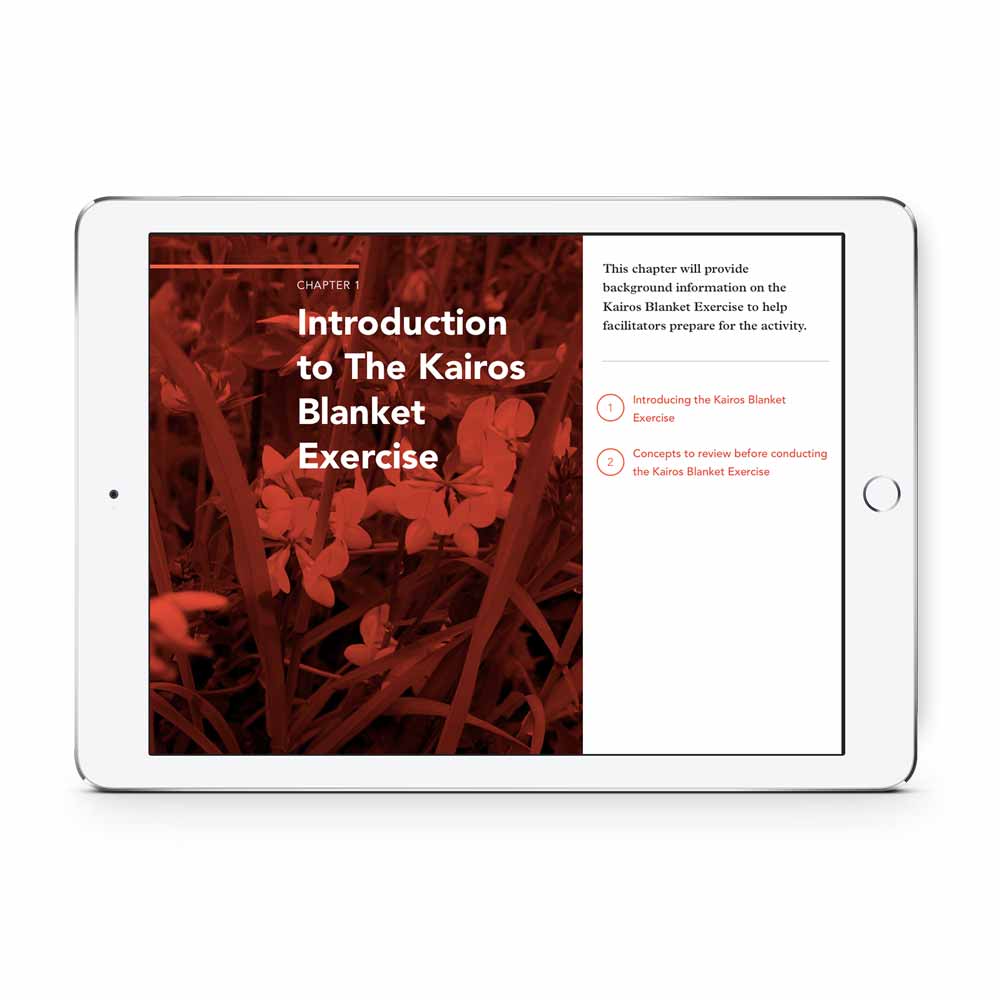 CHAPTER 1
Introduction
to The Kairos
Blanket
Exercise
This chapter will provide
background information on the
Kairos Blanket Exercise to help
facilitators prepare for the activity.
1
Introducing the Kairos Blanket
Exercise
2
Concepts to review before conducting
the Kairos Blanket Exercise